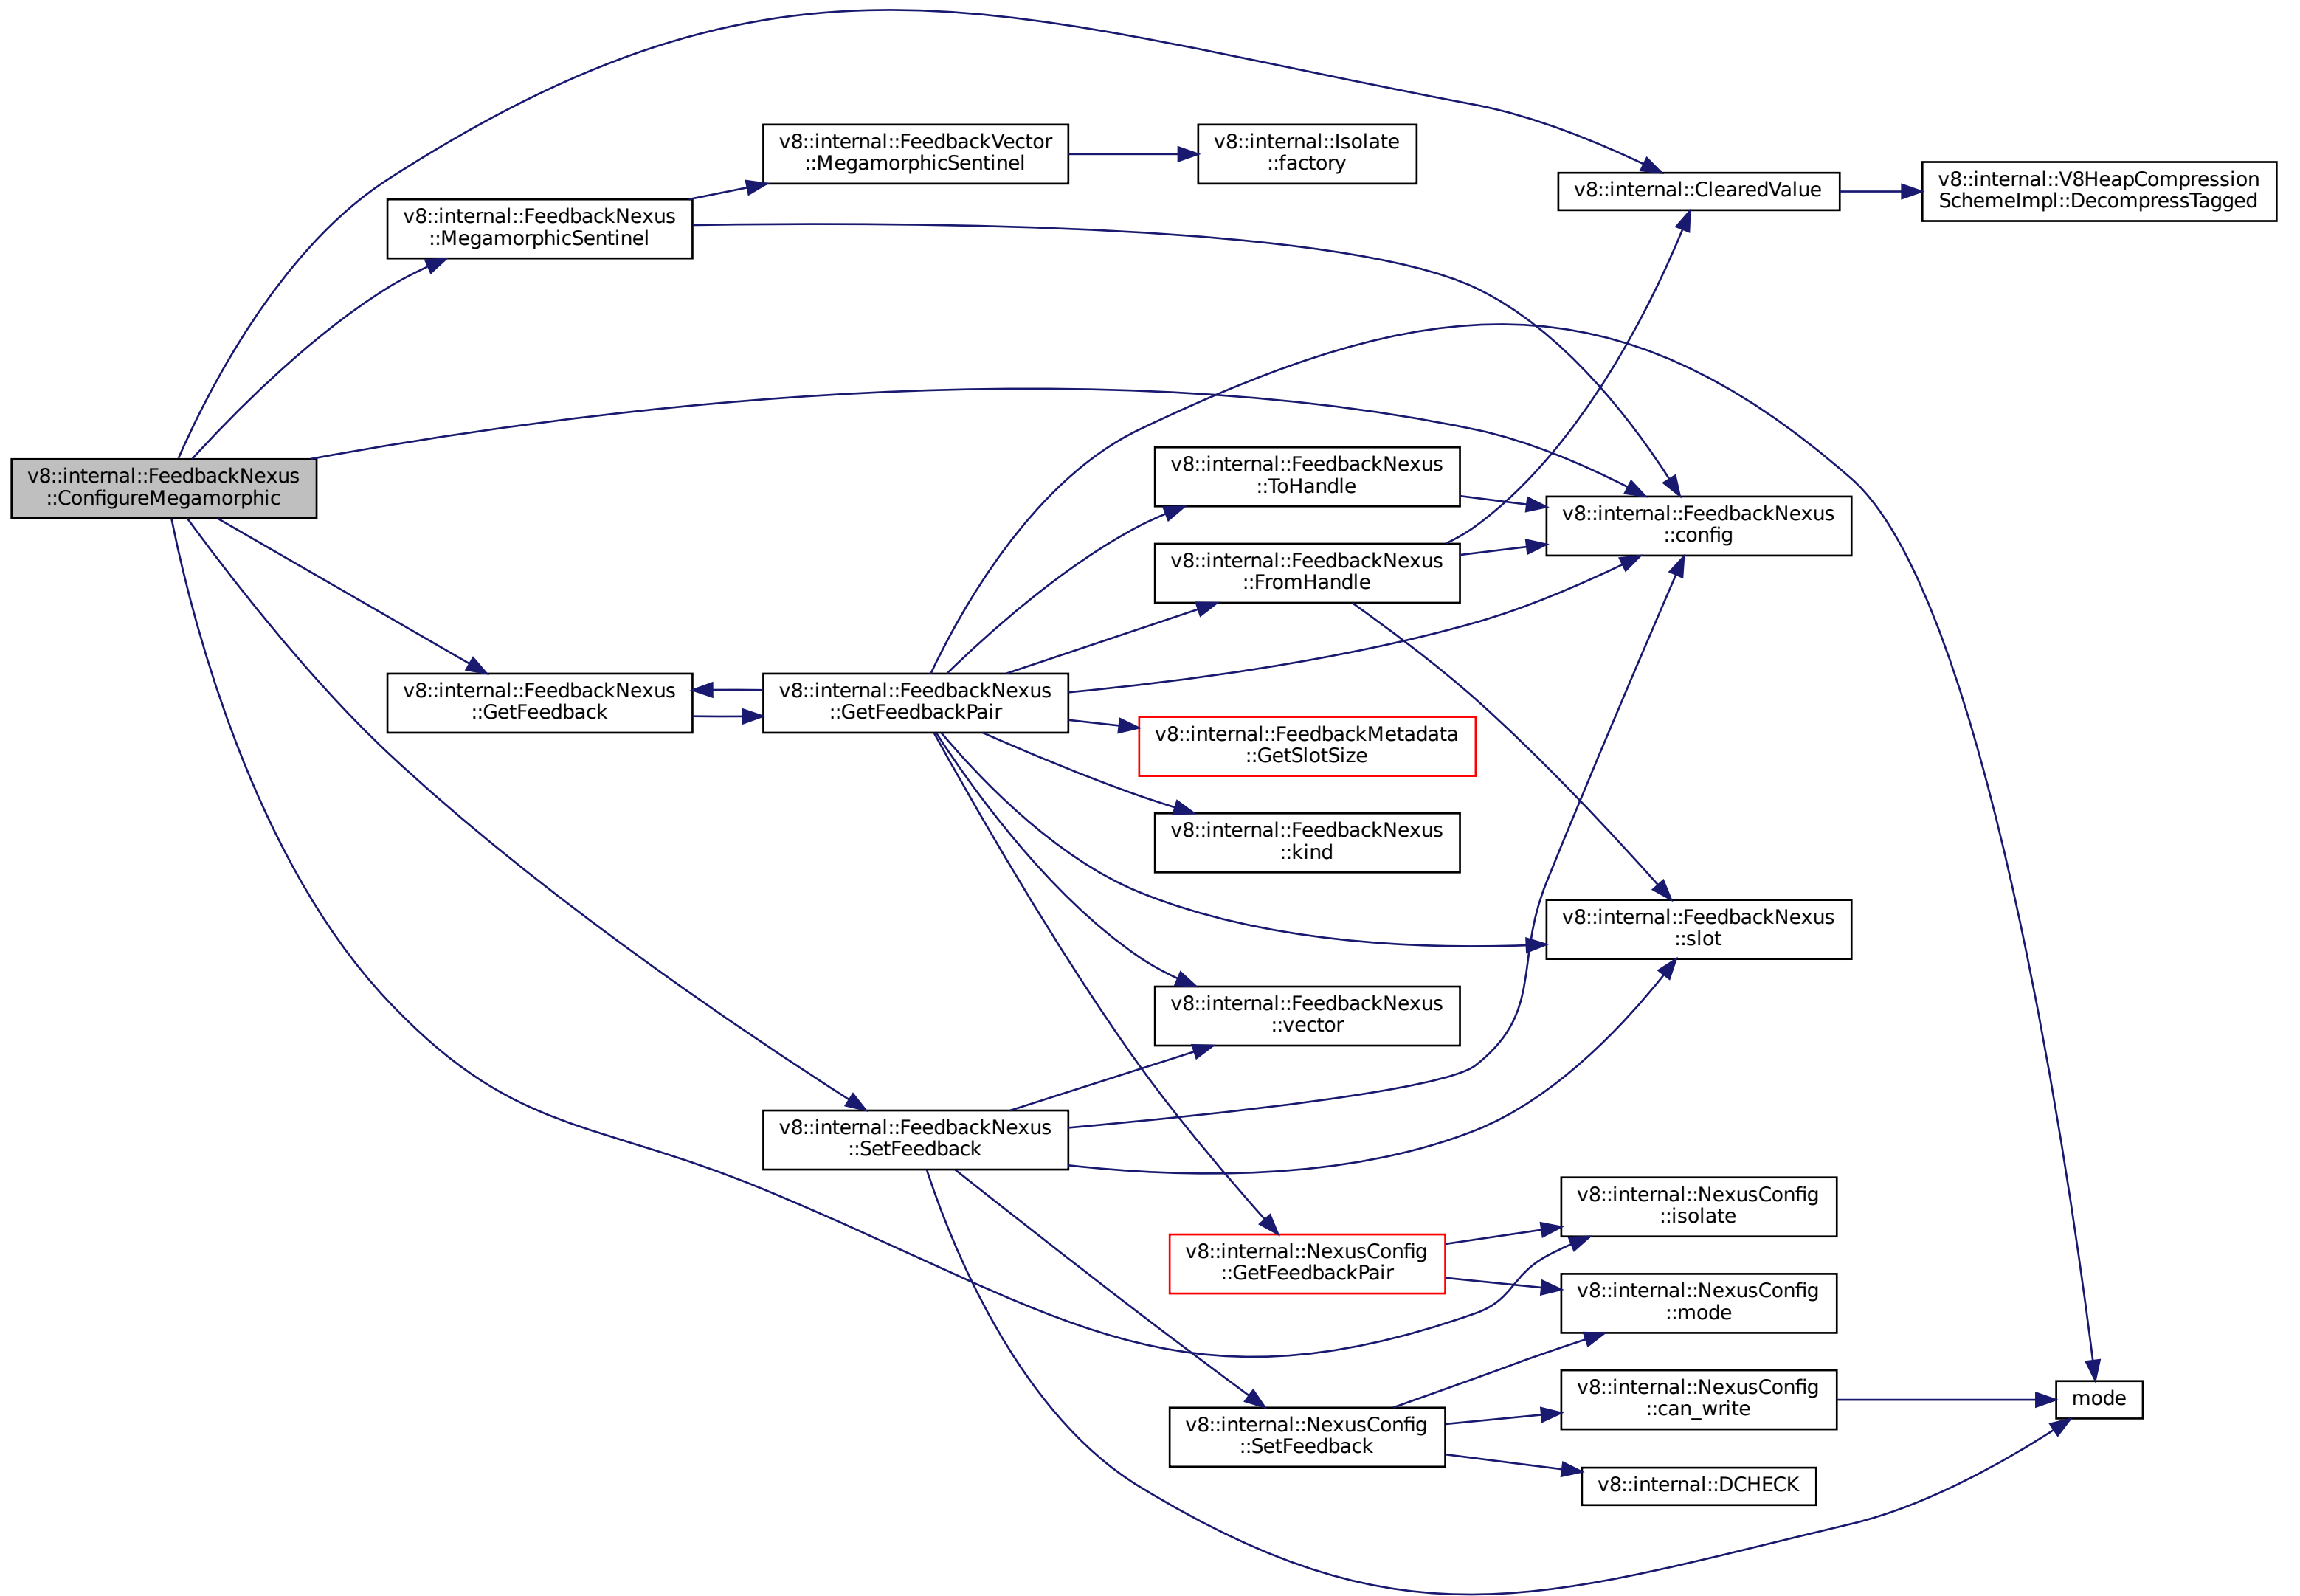 v8::internal::FeedbackNexus
::ConfigureMegamorphic
v8::internal::FeedbackNexus
::MegamorphicSentinel
v8::internal::FeedbackVector
::MegamorphicSentinel
v8::internal::Isolate
::factory
v8::internal::ClearedValue
v8::internal::V8HeapCompression
SchemeImpl::DecompressTagged
v8::internal::FeedbackNexus
::ToHandle
v8::internal::FeedbackNexus
::config
v8::internal::FeedbackNexus
::FromHandle
v8::internal::FeedbackNexus
::GetFeedback
v8::internal::FeedbackNexus
::GetFeedbackPair
v8::internal::FeedbackMetadata
::GetSlotSize
v8::internal::FeedbackNexus
::kind
v8::internal::FeedbackNexus
::slot
v8::internal::FeedbackNexus
::vector
v8::internal::FeedbackNexus
::SetFeedback
v8::internal::NexusConfig
::isolate
v8::internal::NexusConfig
::GetFeedbackPair
v8::internal::NexusConfig
::mode
v8::internal::NexusConfig
::can_write
mode
v8::internal::NexusConfig
::SetFeedback
v8::internal::DCHECK